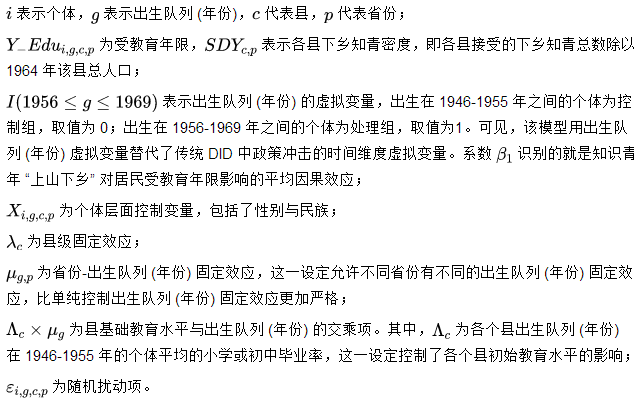 i 表示个体，g 表示出生队列 (年份)，c 代表县，p 代表省份；
Y_Edu_{i,g,c,p} 为受教育年限，SDY_{c,p} 表示各县下乡知青密度，即各县接受的下乡知青总数除以
1964 年该县总人口；
I(1956 ≤ g ≤ 1969) 表示出生队列 (年份) 的虚拟变量，出生在 1946-1955 年之间的个体为控
制组，取值为 0；出生在 1956-1969 年之间的个体为处理组，取值为1。可见，该模型用出生队
列 (年份) 虚拟变量替代了传统 DID 中政策冲击的时间维度虚拟变量。系数 β_1 识别的就是知识青
年 “上山下乡” 对居民受教育年限影响的平均因果效应；
X_{i,g,c,p} 为个体层面控制变量，包括了性别与民族；
λ_c 为县级固定效应；
μ_{g,p} 为省份-出生队列 (年份) 固定效应，这一设定允许不同省份有不同的出生队列 (年份) 固定效
应，比单纯控制出生队列 (年份) 固定效应更加严格；
Λ_c × μ_g 为县基础教育水平与出生队列 (年份) 的交乘项。其中，Λ_c 为各个县出生队列 (年份)
在 1946-1955 年的个体平均的小学或初中毕业率，这一设定控制了各个县初始教育水平的影响；
ε_{i,g,c,p} 为随机扰动项。